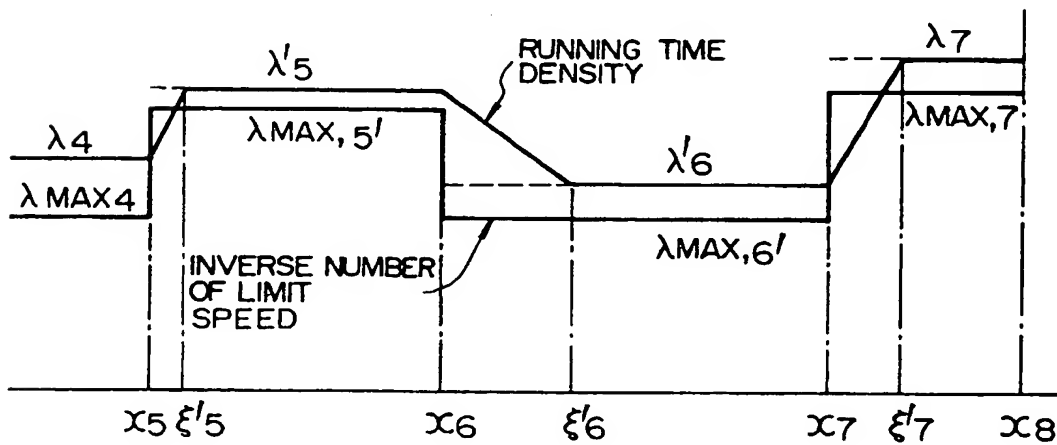 λ4
λMAX4
λ'5
λMAX, 5'
RUNNING TIME
DENSITY
λ'6
λMAX,6'
λ7
λMAX,7
INVERSE NUMBER
OF LIMIT
SPEED
x5 ξ'5 x6 ξ'6 x7 ξ'7 x8